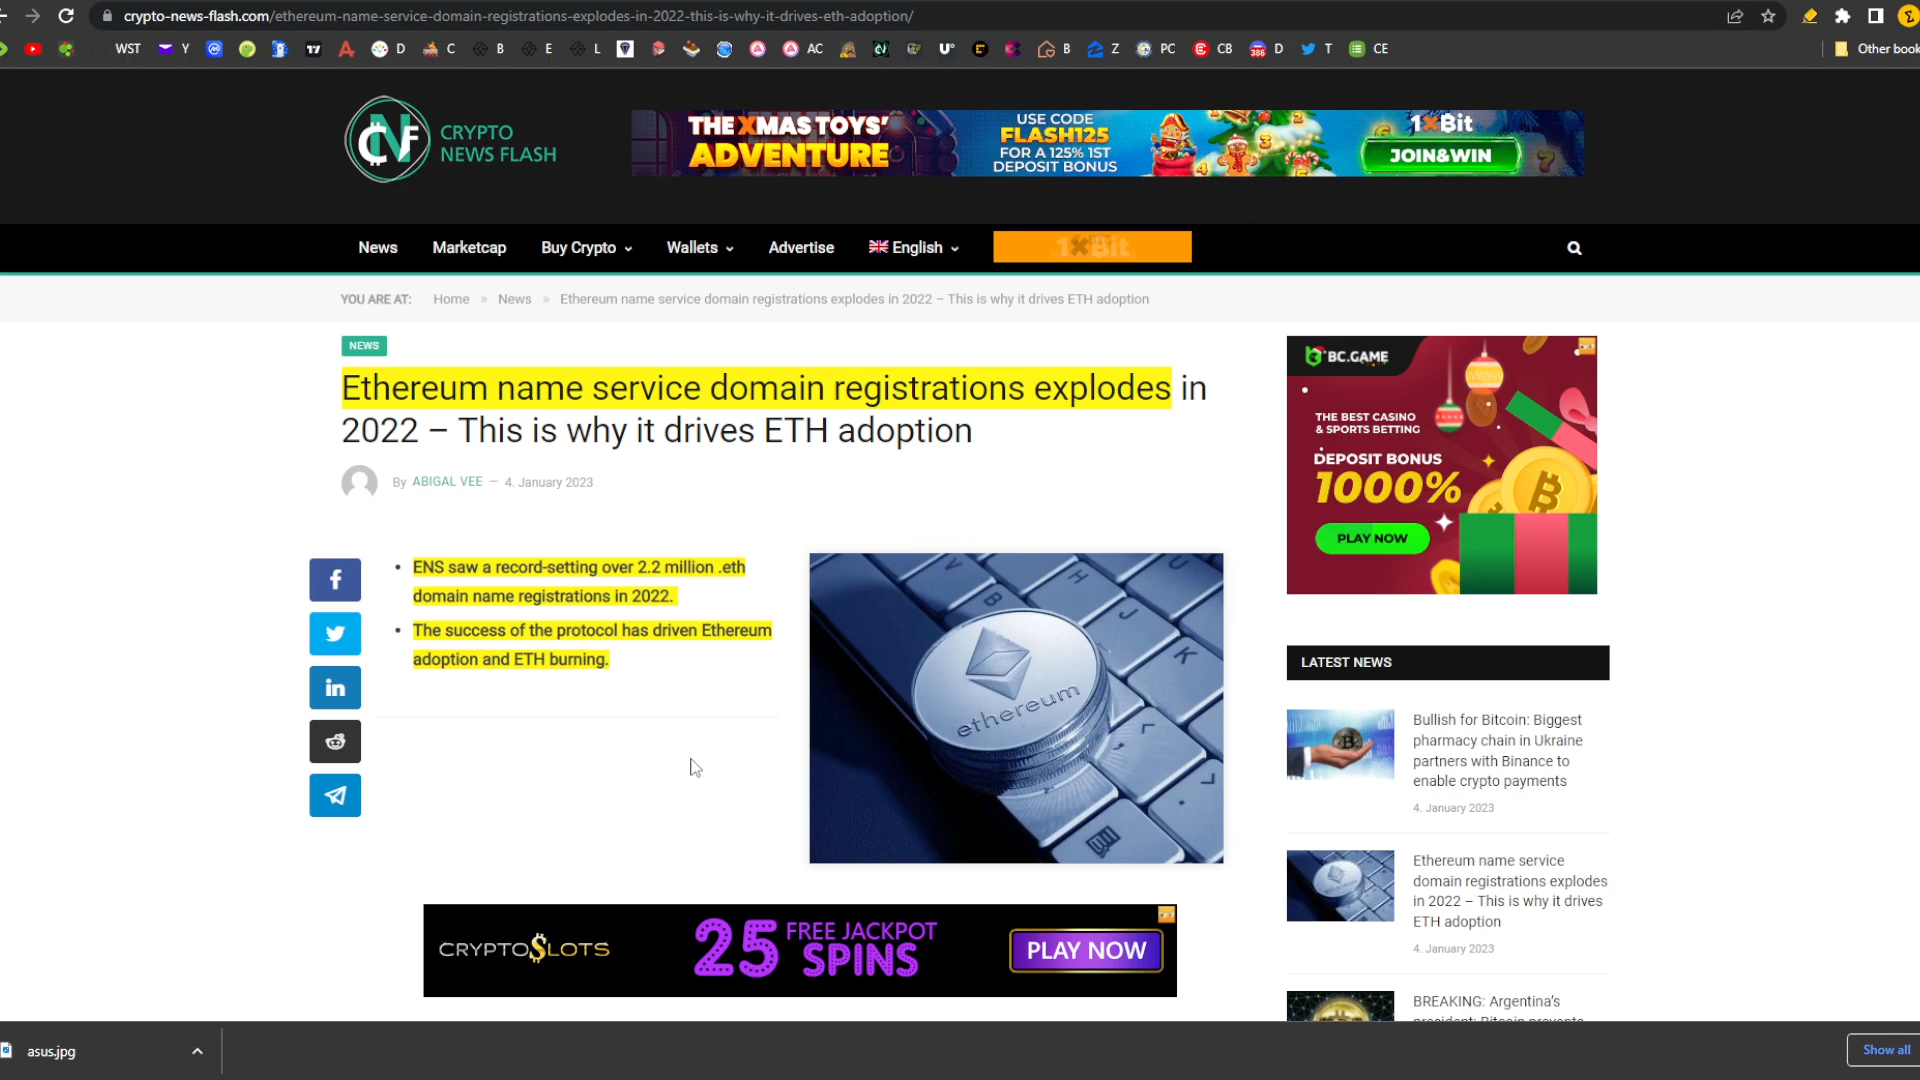 crypto-news-flash.com/ethereum-name-service-domain-registrations-explodes-in-2022-this-is-why-it-drives-eth-adoption/
WST Y D C B E L AC B Z PC CB D T CE Other book
CRYPTO
NEWS FLASH
THE XMAS TOYS'
ADVENTURE
USE CODE
FLASH125
FOR A 125% 1ST
DEPOSIT BONUS
1XBit
JOIN&WIN
News Marketcap Buy Crypto Wallets Advertise English 1XBit
YOU ARE AT: Home » News » Ethereum name service domain registrations explodes in 2022 – This is why it drives ETH adoption
NEWS
Ethereum name service domain registrations explodes in
2022 – This is why it drives ETH adoption
By ABIGAL VEE — 4. January 2023
• ENS saw a record-setting over 2.2 million .eth
domain name registrations in 2022.
• The success of the protocol has driven Ethereum
adoption and ETH burning.
ethereum
BC.GAME
THE BEST CASINO
& SPORTS BETTING
DEPOSIT BONUS
1000%
PLAY NOW
LATEST NEWS
Bullish for Bitcoin: Biggest
pharmacy chain in Ukraine
partners with Binance to
enable crypto payments
4. January 2023
Ethereum name service
domain registrations explodes
in 2022 – This is why it drives
ETH adoption
4. January 2023
BREAKING: Argentina's
president: Bitcoin prevents
CRYPTO$LOTS
25 FREE JACKPOT
SPINS
PLAY NOW
asus.jpg
Show all